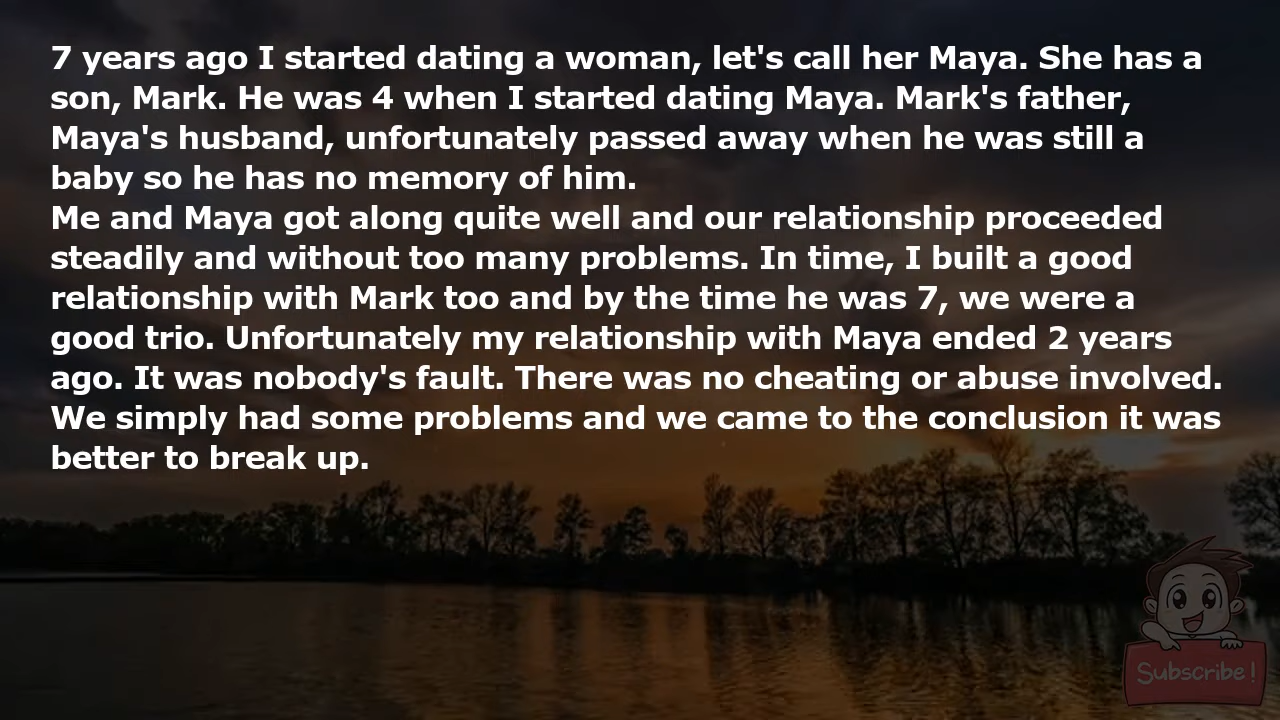 7 years ago I started dating a woman, let's call her Maya. She has a
son, Mark. He was 4 when I started dating Maya. Mark's father,
Maya's husband, unfortunately passed away when he was still a
baby so he has no memory of him.
Me and Maya got along quite well and our relationship proceeded
steadily and without too many problems. In time, I built a good
relationship with Mark too and by the time he was 7, we were a
good trio. Unfortunately my relationship with Maya ended 2 years
ago. It was nobody's fault. There was no cheating or abuse involved.
We simply had some problems and we came to the conclusion it was
better to break up.
Subscribe!